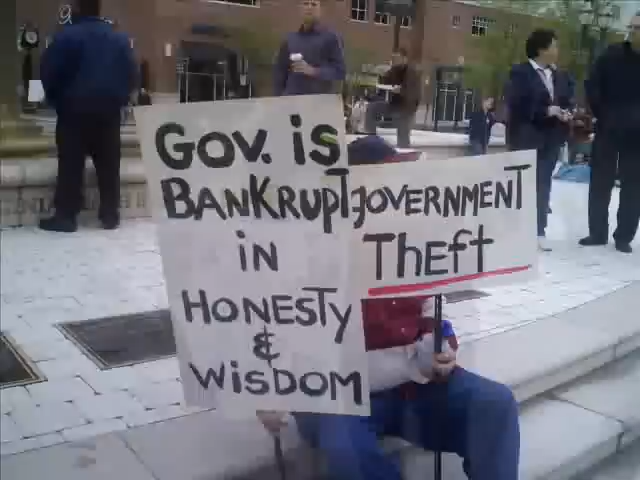 Gov. is
BANKRUPT
iN
HONESTY
&
WISDOM
GOVERNMENT
Theft